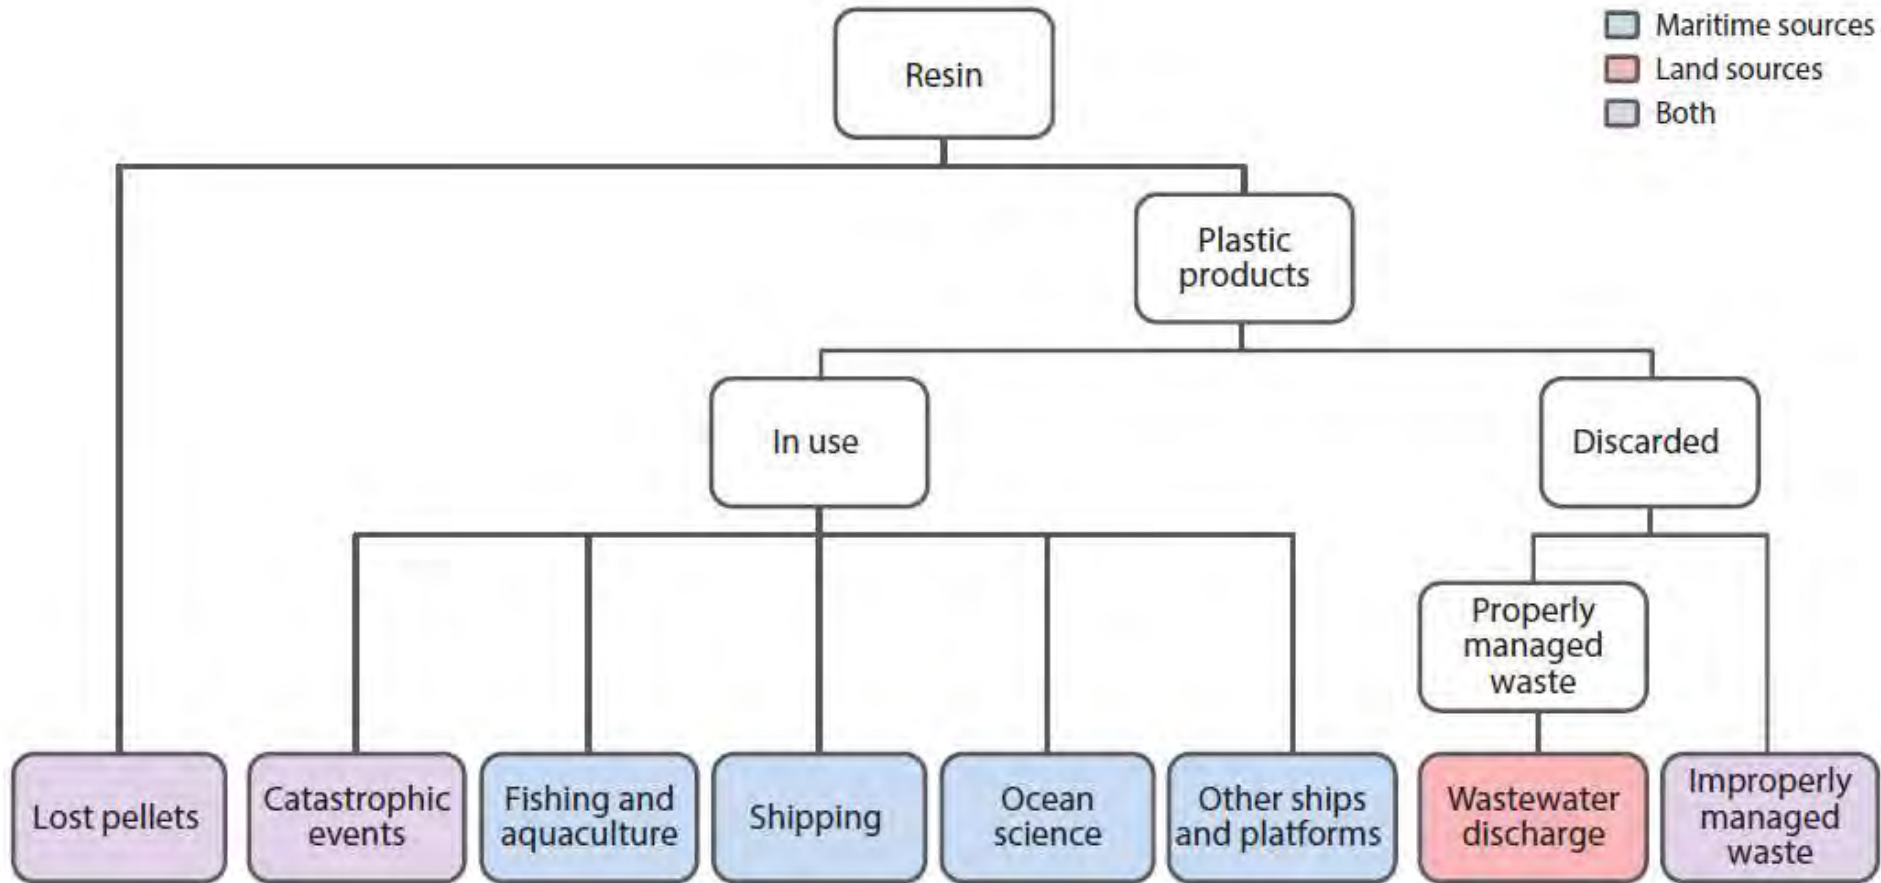 Resin
Maritime sources
Land sources
Both
Plastic
products
In use
Discarded
Properly
managed
waste
Lost pellets
Catastrophic
events
Fishing and
aquaculture
Shipping
Ocean
science
Other ships
and platforms
Wastewater
discharge
Improperly
managed
waste